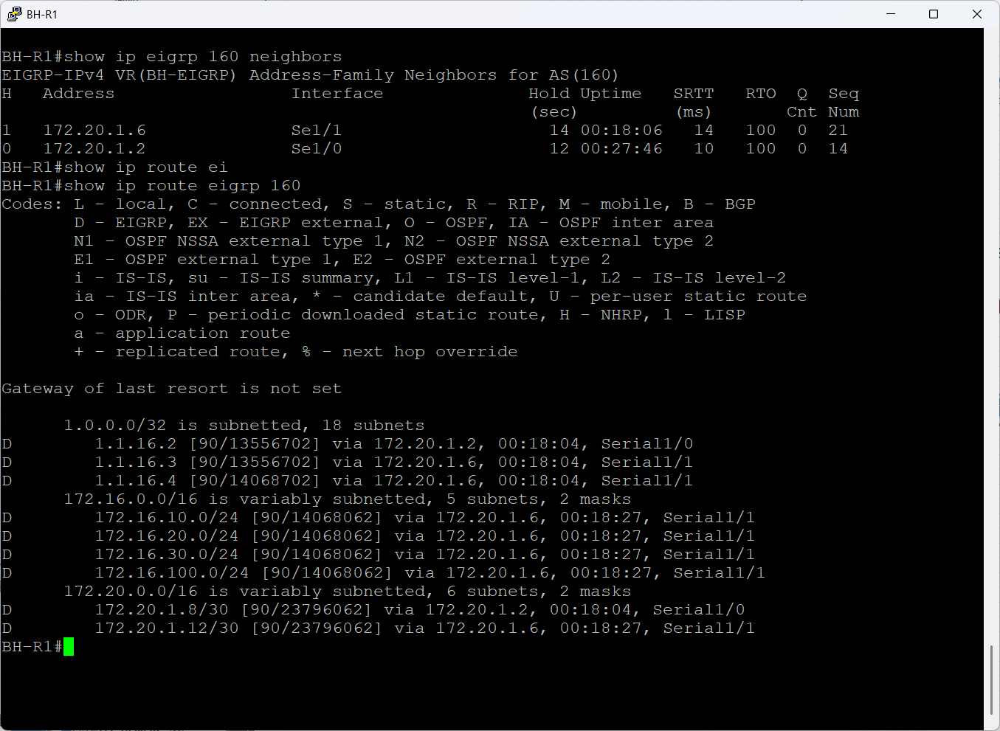 BH-R1
BH-R1#show ip eigrp 160 neighbors
EIGRP-IPv4 VR(BH-EIGRP) Address-Family Neighbors for AS(160)
H   Address                 Interface              Hold Uptime   SRTT   RTO  Q  Seq
                                                   (sec)         (ms)       Cnt Num
1   172.20.1.6              Se1/1                    14 00:18:06   14   100  0  21
0   172.20.1.2              Se1/0                    12 00:27:46   10   100  0  14
BH-R1#show ip route ei
BH-R1#show ip route eigrp 160
Codes: L - local, C - connected, S - static, R - RIP, M - mobile, B - BGP
       D - EIGRP, EX - EIGRP external, O - OSPF, IA - OSPF inter area
       N1 - OSPF NSSA external type 1, N2 - OSPF NSSA external type 2
       E1 - OSPF external type 1, E2 - OSPF external type 2
       i - IS-IS, su - IS-IS summary, L1 - IS-IS level-1, L2 - IS-IS level-2
       ia - IS-IS inter area, * - candidate default, U - per-user static route
       o - ODR, P - periodic downloaded static route, H - NHRP, l - LISP
       a - application route
       + - replicated route, % - next hop override
Gateway of last resort is not set
      1.0.0.0/32 is subnetted, 18 subnets
D        1.1.16.2 [90/13556702] via 172.20.1.2, 00:18:04, Serial1/0
D        1.1.16.3 [90/13556702] via 172.20.1.6, 00:18:04, Serial1/1
D        1.1.16.4 [90/14068702] via 172.20.1.6, 00:18:04, Serial1/1
      172.16.0.0/16 is variably subnetted, 5 subnets, 2 masks
D        172.16.10.0/24 [90/14068062] via 172.20.1.6, 00:18:27, Serial1/1
D        172.16.20.0/24 [90/14068062] via 172.20.1.6, 00:18:27, Serial1/1
D        172.16.30.0/24 [90/14068062] via 172.20.1.6, 00:18:27, Serial1/1
D        172.16.100.0/24 [90/14068062] via 172.20.1.6, 00:18:27, Serial1/1
      172.20.0.0/16 is variably subnetted, 6 subnets, 2 masks
D        172.20.1.8/30 [90/23796062] via 172.20.1.2, 00:18:04, Serial1/0
D        172.20.1.12/30 [90/23796062] via 172.20.1.6, 00:18:27, Serial1/1
BH-R1#